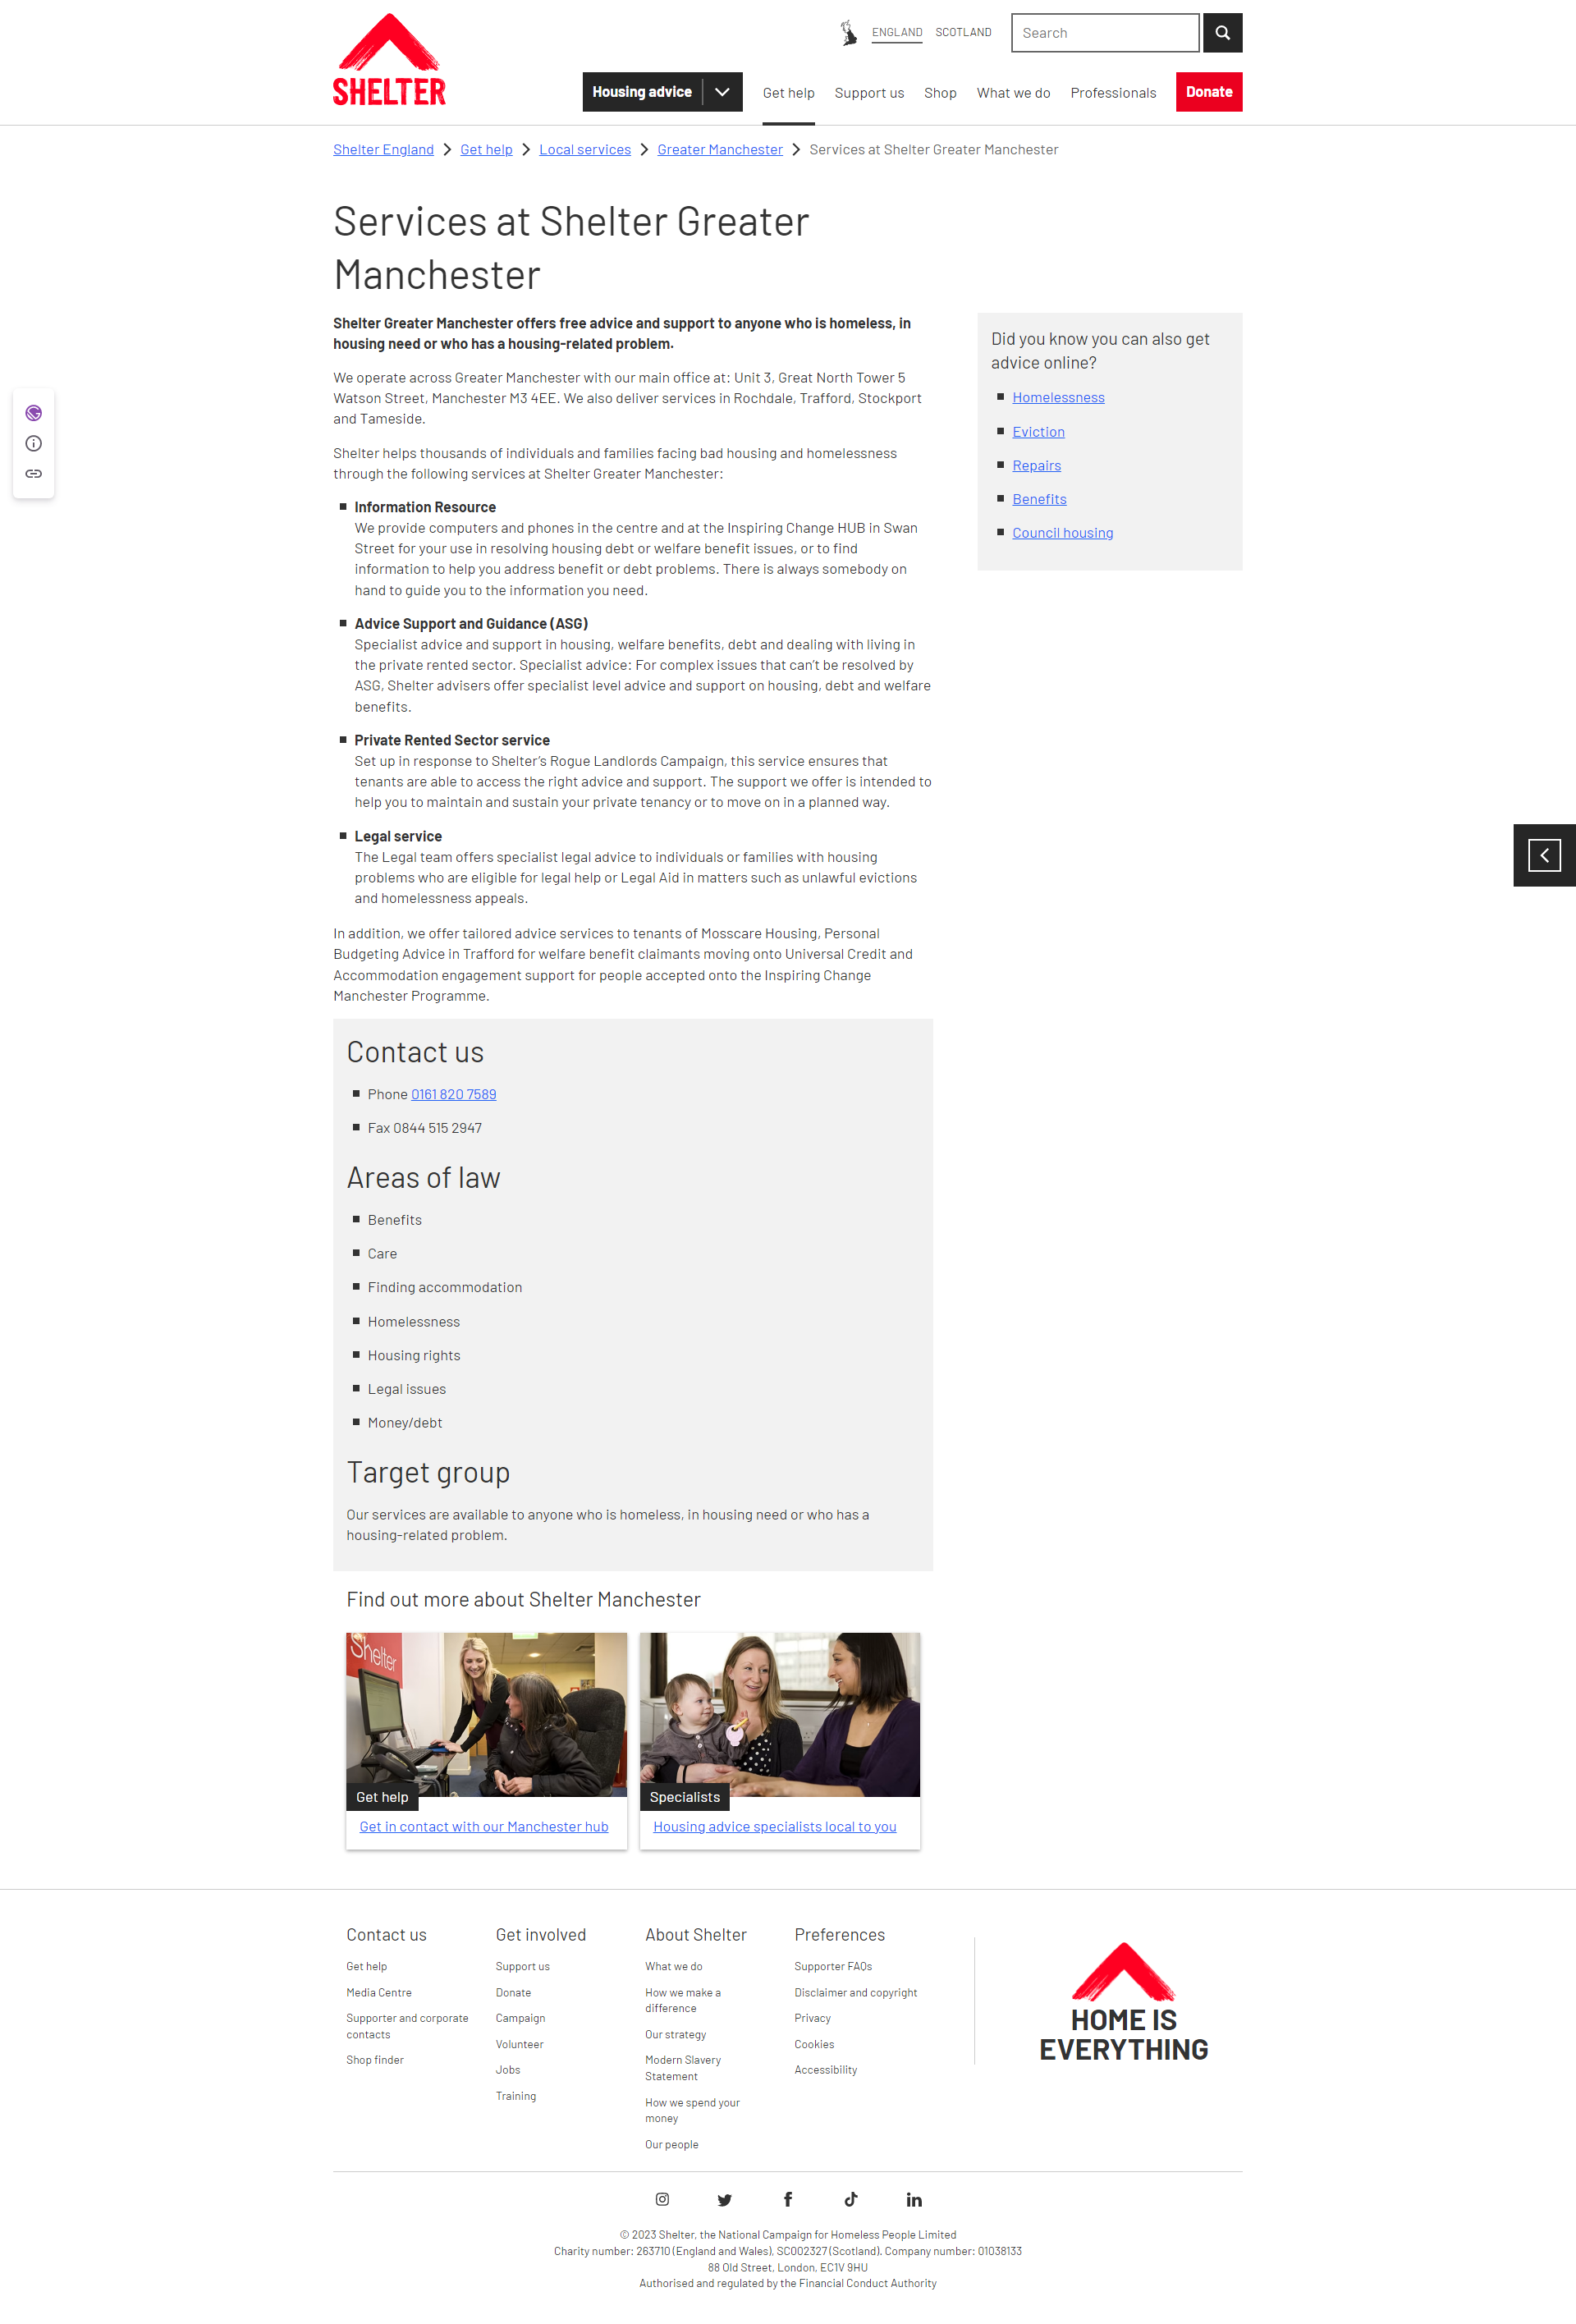 SHELTER
ENGLAND SCOTLAND Search
Housing advice Get help Support us Shop What we do Professionals Donate
Shelter England Get help Local services Greater Manchester Services at Shelter Greater Manchester
Services at Shelter Greater
Manchester
Shelter Greater Manchester offers free advice and support to anyone who is homeless, in
housing need or who has a housing-related problem.
We operate across Greater Manchester with our main office at: Unit 3, Great North Tower 5
Watson Street, Manchester M3 4EE. We also deliver services in Rochdale, Trafford, Stockport
and Tameside.
Shelter helps thousands of individuals and families facing bad housing and homelessness
through the following services at Shelter Greater Manchester:
Information Resource
We provide computers and phones in the centre and at the Inspiring Change HUB in Swan
Street for your use in resolving housing debt or welfare benefit issues, or to find
information to help you address benefit or debt problems. There is always somebody on
hand to guide you to the information you need.
Advice Support and Guidance (ASG)
Specialist advice and support in housing, welfare benefits, debt and dealing with living in
the private rented sector. Specialist advice: For complex issues that can't be resolved by
ASG, Shelter advisers offer specialist level advice and support on housing, debt and welfare
benefits.
Private Rented Sector service
Set up in response to Shelter's Rogue Landlords Campaign, this service ensures that
tenants are able to access the right advice and support. The support we offer is intended to
help you to maintain and sustain your private tenancy or to move on in a planned way.
Legal service
The Legal team offers specialist legal advice to individuals or families with housing
problems who are eligible for legal help or Legal Aid in matters such as unlawful evictions
and homelessness appeals.
In addition, we offer tailored advice services to tenants of Mosscare Housing, Personal
Budgeting Advice in Trafford for welfare benefit claimants moving onto Universal Credit and
Accommodation engagement support for people accepted onto the Inspiring Change
Manchester Programme.
Did you know you can also get
advice online?
Homelessness
Eviction
Repairs
Benefits
Council housing
Contact us
Phone 0161 820 7589
Fax 0844 515 2947
Areas of law
Benefits
Care
Finding accommodation
Homelessness
Housing rights
Legal issues
Money/debt
Target group
Our services are available to anyone who is homeless, in housing need or who has a
housing-related problem.
Find out more about Shelter Manchester
Shelter
Get help
Get in contact with our Manchester hub
Specialists
Housing advice specialists local to you
Contact us
Get help
Media Centre
Supporter and corporate
contacts
Shop finder
Get involved
Support us
Donate
Campaign
Volunteer
Jobs
Training
About Shelter
What we do
How we make a
difference
Our strategy
Modern Slavery
Statement
How we spend your
money
Our people
Preferences
Supporter FAQs
Disclaimer and copyright
Privacy
Cookies
Accessibility
HOME IS
EVERYTHING
© 2023 Shelter, the National Campaign for Homeless People Limited
Charity number: 263710 (England and Wales), SC002327 (Scotland). Company number: 01038133
88 Old Street, London, EC1V 9HU
Authorised and regulated by the Financial Conduct Authority